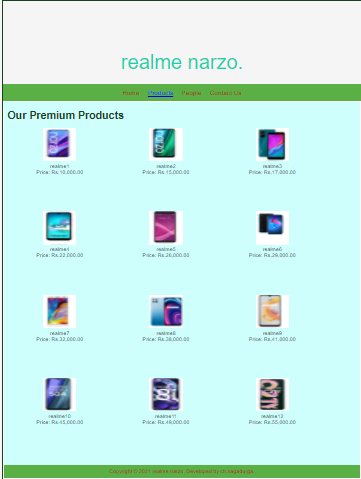 realme narzo.
Home Products People Contact Us
Our Premium Products
realme1 realme2 realme3
Price: Rs.10,000.00 Price: Rs.15,000.00 Price: Rs.17,000.00
realme4 realme5 realme6
Price: Rs.22,000.00 Price: Rs.26,000.00 Price: Rs.29,000.00
realme7 realme8 realme9
Price: Rs.32,000.00 Price: Rs.38,000.00 Price: Rs.41,000.00
realme10 realme11 realme12
Price: Rs.45,000.00 Price: Rs.49,000.00 Price: Rs.55,000.00
Copyright © 2021 realme narzo. Developed by